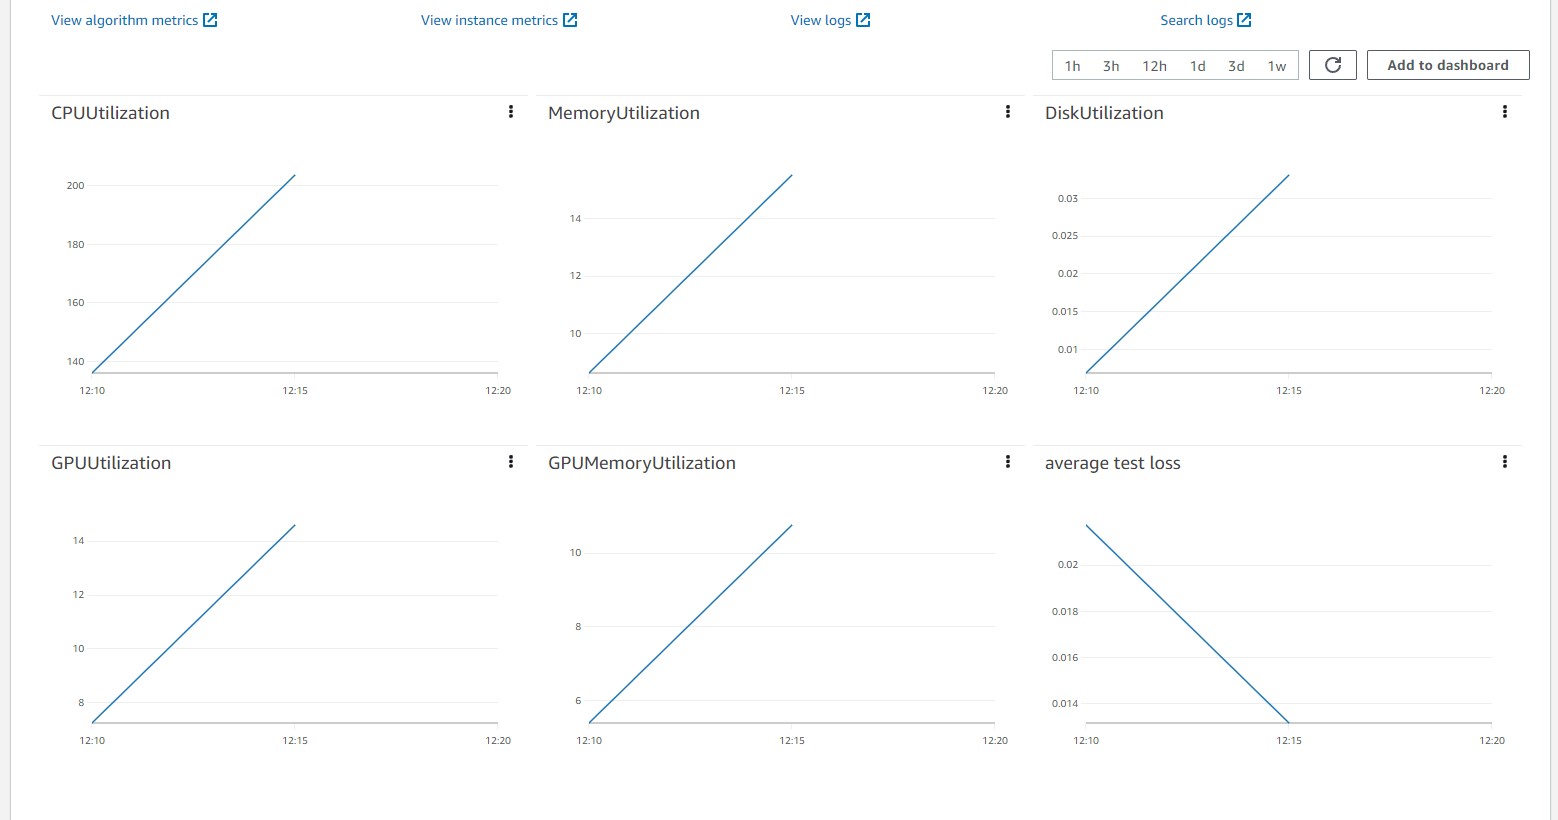 View algorithm metrics View instance metrics View logs Search logs
1h 3h 12h 1d 3d 1w Add to dashboard
CPUUtilization MemoryUtilization DiskUtilization
200
180
160
140
12:10 12:15 12:20
14
12
10
12:10 12:15 12:20
0.03
0.025
0.02
0.015
0.01
12:10 12:15 12:20
GPUUtilization GPUMemoryUtilization average test loss
14
12
10
8
12:10 12:15 12:20
10
8
6
12:10 12:15 12:20
0.02
0.018
0.016
0.014
12:10 12:15 12:20